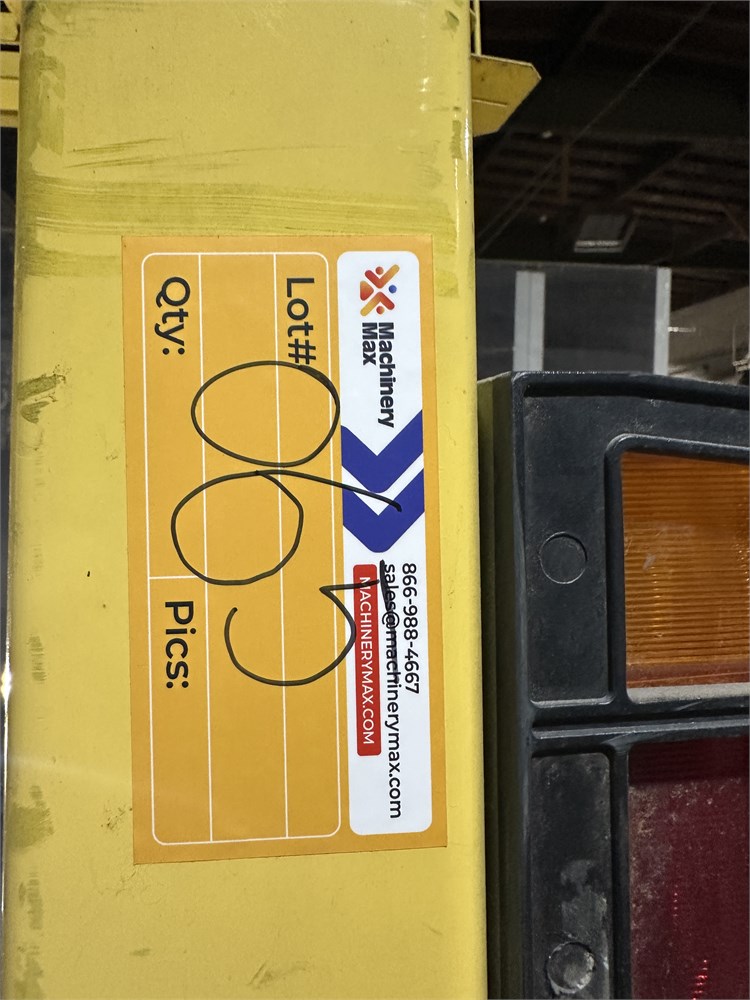 Machinery
Max
866-988-4667
sales@machinerymax.com
MACHINERYMAX.COM
Lot#:
065
Qty:
Pics: